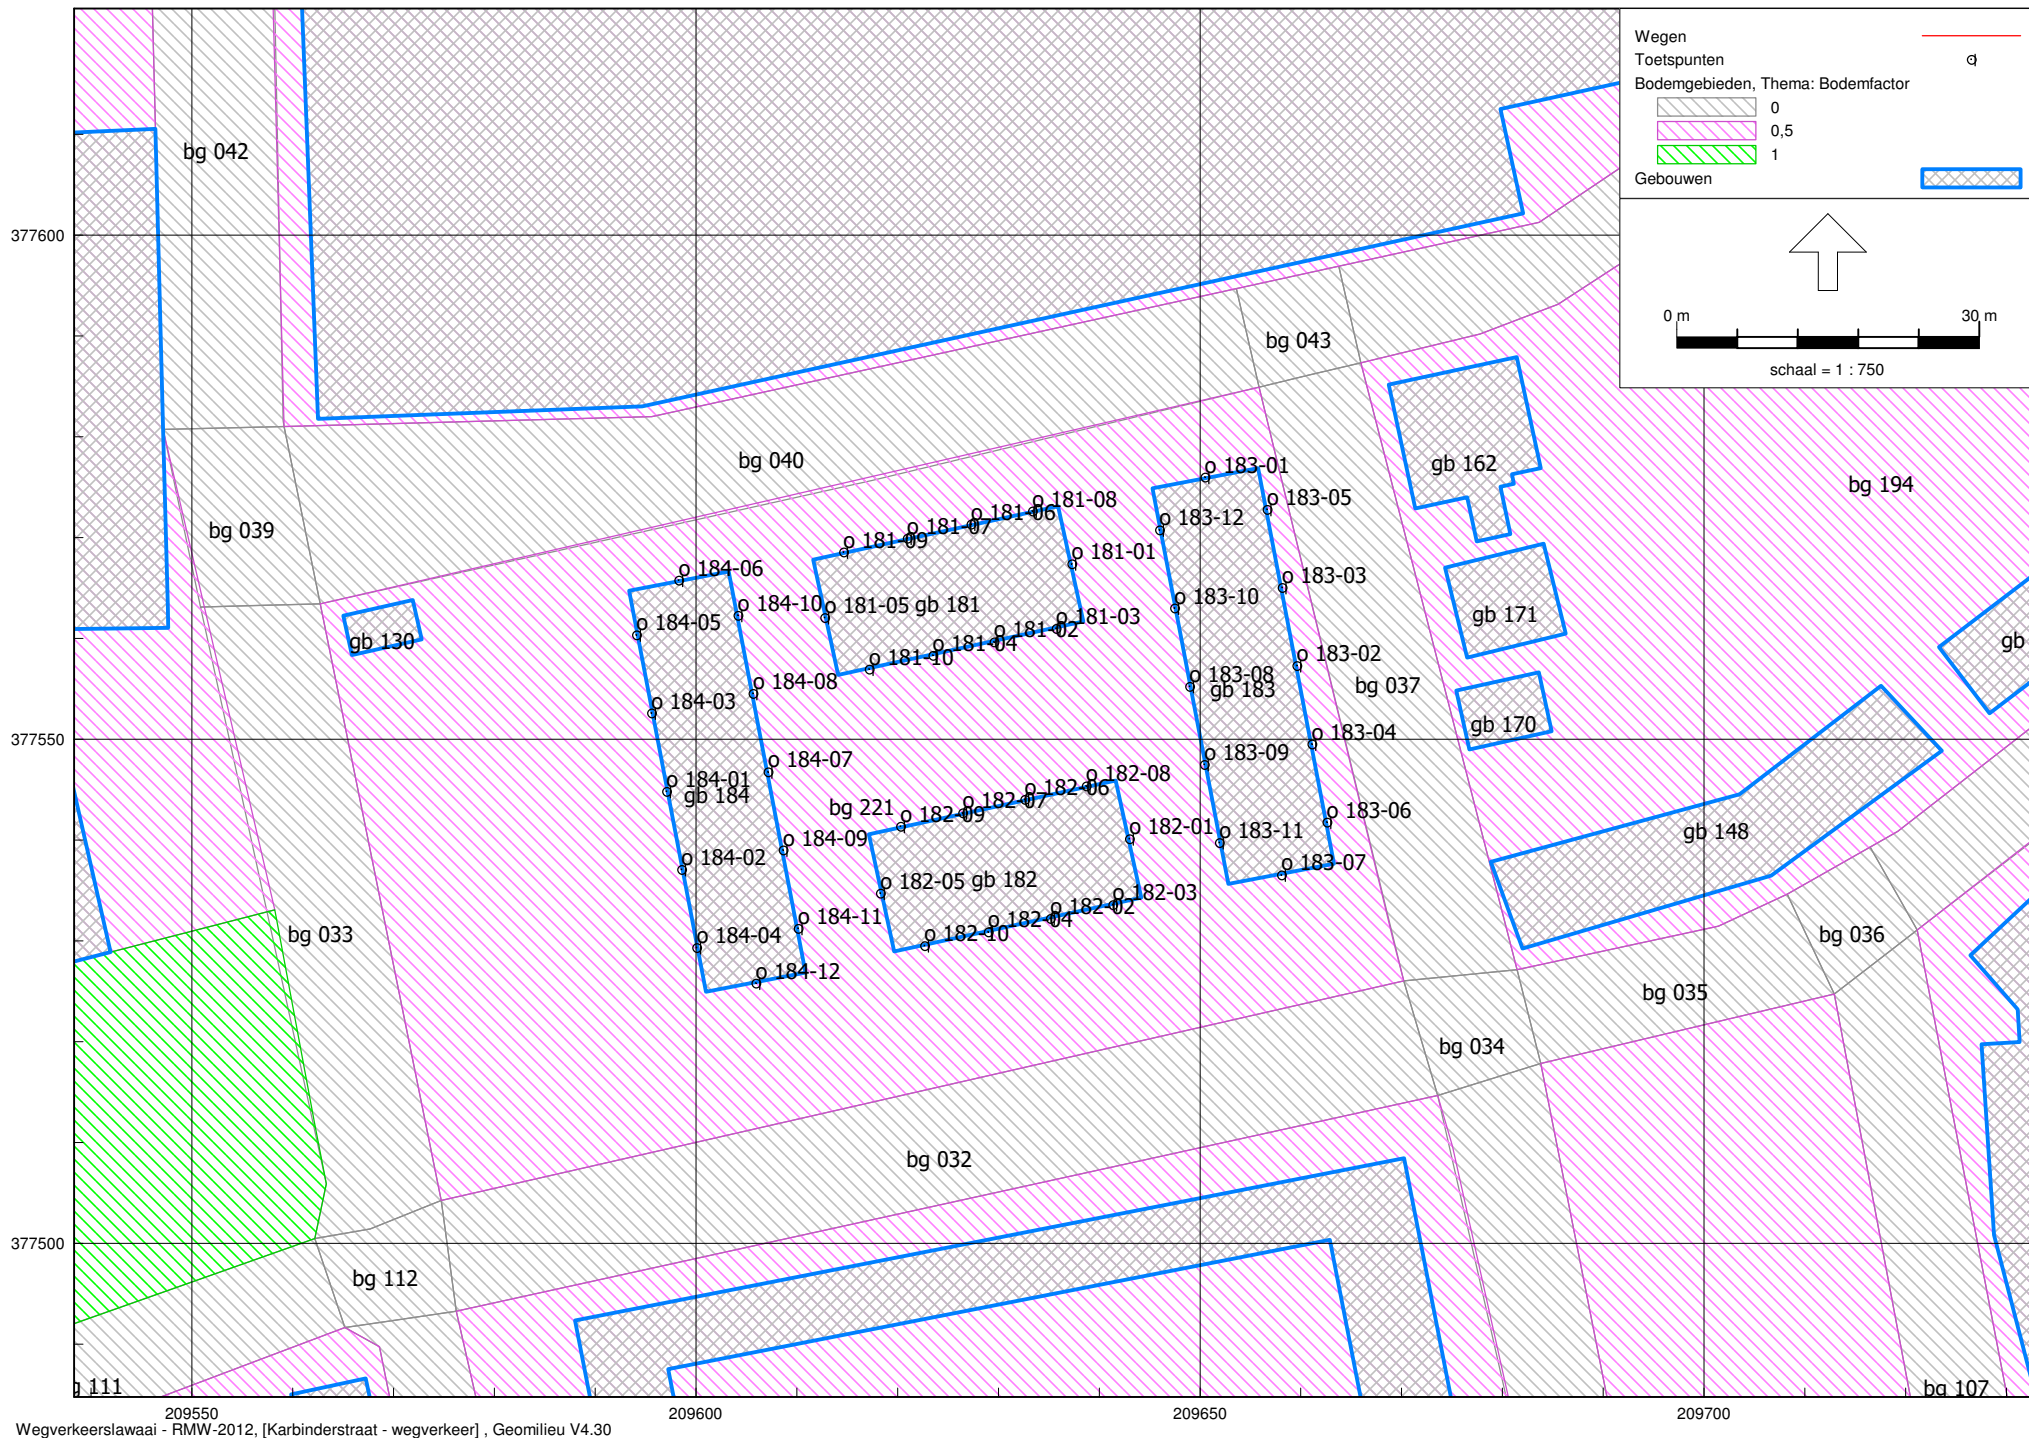 Wegen
Toetspunten
Bodemgebieden, Thema: Bodemfactor
0
0,5
1
Gebouwen
0 m 30 m
schaal = 1 : 750
bg 042
377600
bg 043
bg 040
gb 162
183-01
bg 194
183-05
181-08
181-06
183-12
bg 039
181-07
181-09
181-01
184-06
183-03
184-10
181-05
gb 181
183-10
181-03
gb 171
184-05
181-02
gb 130
181-04
gb
181-10
183-02
184-08
183-08
gb 183
bg 037
184-03
gb 170
377550
183-04
183-09
184-07
182-08
184-01
gb 184
182-06
182-07
bg 221
182-09
183-06
182-01
183-11
gb 148
184-09
184-02
183-07
182-05
gb 182
182-03
182-02
184-11
182-04
182-10
184-04
bg 033
bg 036
184-12
bg 035
bg 034
bg 032
377500
bg 112
111
bg 107
209550 209600 209650 209700
Wegverkeerslawaai - RMW-2012, [Karbinderstraat - wegverkeer] , Geomilieu V4.30